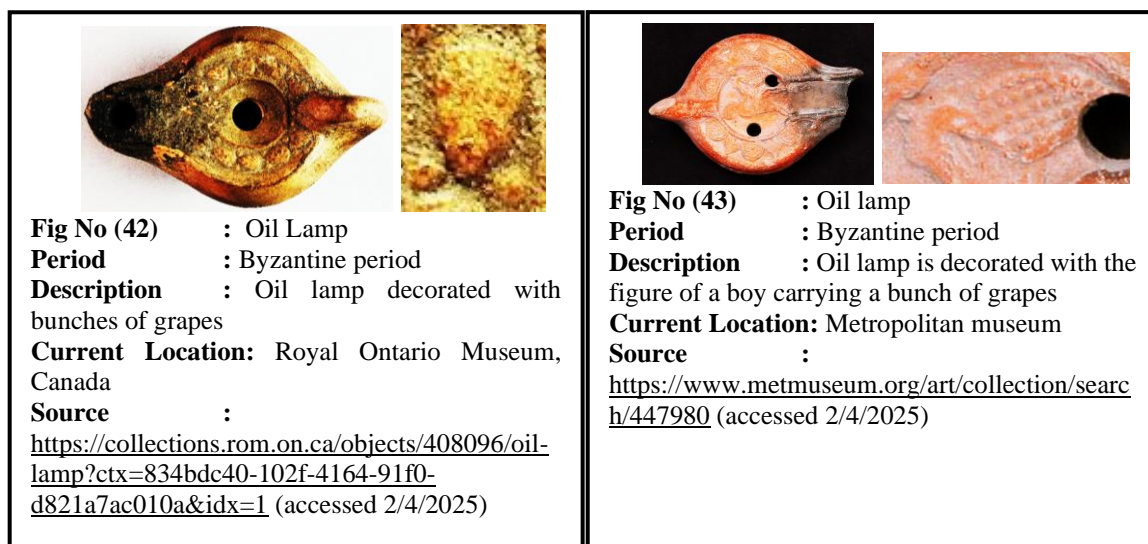 Fig No (42) : Oil Lamp
Period : Byzantine period
Description : Oil lamp decorated with
bunches of grapes
Current Location: Royal Ontario Museum,
Canada
Source :
https://collections.rom.on.ca/objects/408096/oil-
lamp?ctx=834bdc40-102f-4164-91f0-
d821a7ac010a&idx=1 (accessed 2/4/2025)
Fig No (43) : Oil lamp
Period : Byzantine period
Description : Oil lamp is decorated with the
figure of a boy carrying a bunch of grapes
Current Location: Metropolitan museum
Source :
https://www.metmuseum.org/art/collection/searc
h/447980 (accessed 2/4/2025)